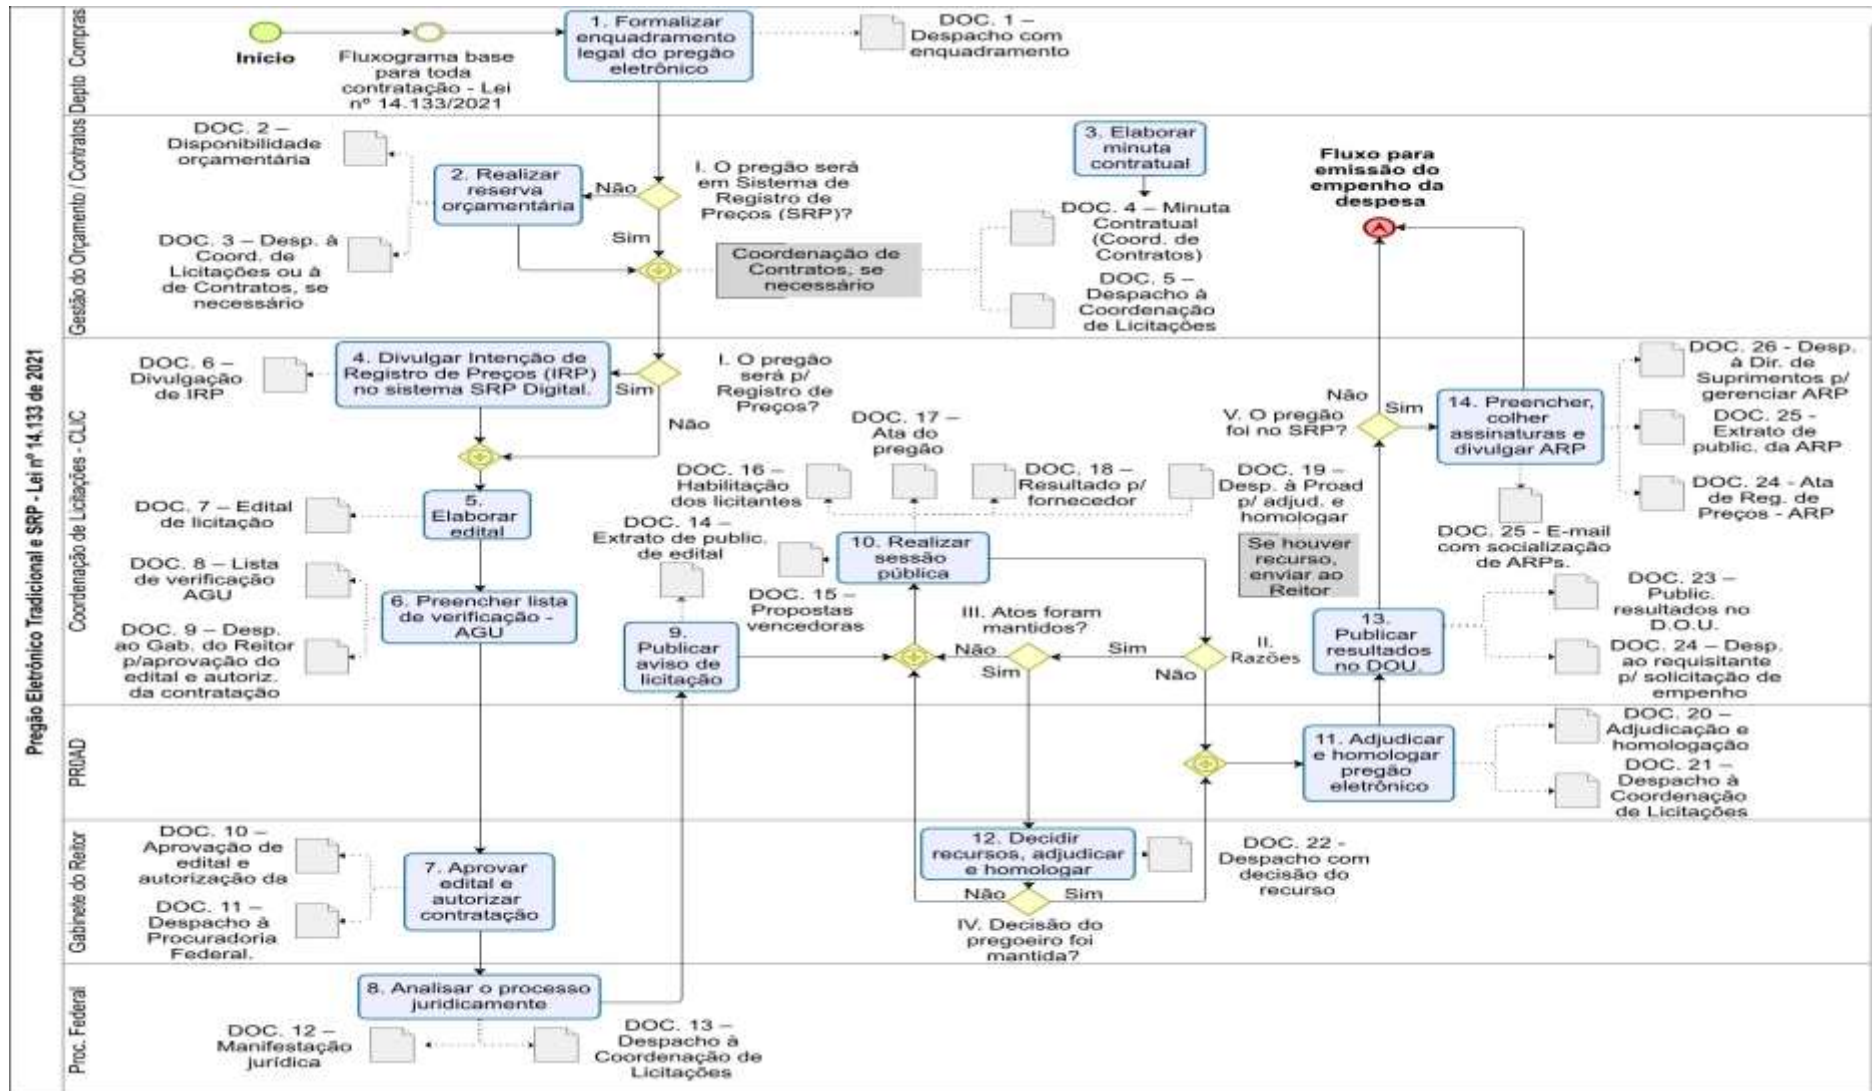 Pregão Eletrônico Tradicional e SRP - Lei nº 14.133 de 2021
Depto Compras
Início
Fluxograma base
para toda
contratação - Lei
nº 14.133/2021
1. Formalizar
enquadramento
legal do pregão
eletrônico
DOC. 1 –
Despacho com
enquadramento
Gestão do Orçamento / Contratos
DOC. 2 –
Disponibilidade
orçamentária
DOC. 3 – Desp. à
Coord. de
Licitações ou à
de Contratos, se
necessário
2. Realizar
reserva
orçamentária
Não
I. O pregão será
em Sistema de
Registro de
Preços (SRP)?
Sim
Coordenação de
Contratos, se
necessário
3. Elaborar
minuta
contratual
DOC. 4 – Minuta
Contratual
(Coord. de
Contratos)
DOC. 5 –
Despacho à
Coordenação
de Licitações
Fluxo para
emissão do
empenho da
despesa
Coordenação de Licitações - CLIC
DOC. 6 –
Divulgação
de IRP
4. Divulgar Intenção de
Registro de Preços (IRP)
no sistema SRP Digital.
Sim
I. O pregão
será p/
Registro de
Preços?
Não
DOC. 7 – Edital
de licitação
5.
Elaborar
edital
DOC. 8 – Lista
de verificação
AGU
DOC. 9 – Desp.
ao Gab. do Reitor
p/aprovação do
edital e autoriz.
da contratação
6. Preencher lista
de verificação -
AGU
DOC. 14 –
Extrato de public.
de edital
9.
Publicar
aviso de
licitação
DOC. 15 –
Propostas
vencedoras
DOC. 16 –
Habilitação
dos licitantes
DOC. 17 –
Ata do
pregão
DOC. 18 –
Resultado p/
fornecedor
DOC. 19 –
Desp. à Proad
p/ adjud. e
homologar
10. Realizar
sessão
pública
Se houver
recurso,
enviar ao
Reitor
III. Atos foram
mantidos?
Não
Sim
Sim
II.
Razões
Não
13.
Publicar
resultados
no DOU.
V. O pregão
foi no SRP?
Não
Sim
14. Preencher,
colher
assinaturas e
divulgar ARP
DOC. 26 - Desp.
à Dir. de
Suprimentos p/
gerenciar ARP
DOC. 25 -
Extrato de
public. da ARP
DOC. 24 - Ata
de Reg. de
Preços - ARP
DOC. 25 - E-mail
com socialização
de ARPs.
DOC. 23 –
Public.
resultados no
D.O.U.
DOC. 24 – Desp.
ao requisitante
p/ solicitação de
empenho
PROAD
11. Adjudicar
e homologar
pregão
eletrônico
DOC. 20 –
Adjudicação e
homologação
DOC. 21 –
Despacho à
Coordenação
de Licitações
Gabinete do Reitor
DOC. 10 –
Aprovação de
edital e
autorização da
DOC. 11 –
Despacho à
Procuradoria
Federal.
7. Aprovar
edital e
autorizar
contratação
12. Decidir
recursos, adjudicar
e homologar
DOC. 22 -
Despacho com
decisão do
recurso
Não
Sim
IV. Decisão do
pregoeiro foi
mantida?
Proc. Federal
8. Analisar o processo
juridicamente
DOC. 12 –
Manifestação
jurídica
DOC. 13 –
Despacho à
Coordenação de
Licitações